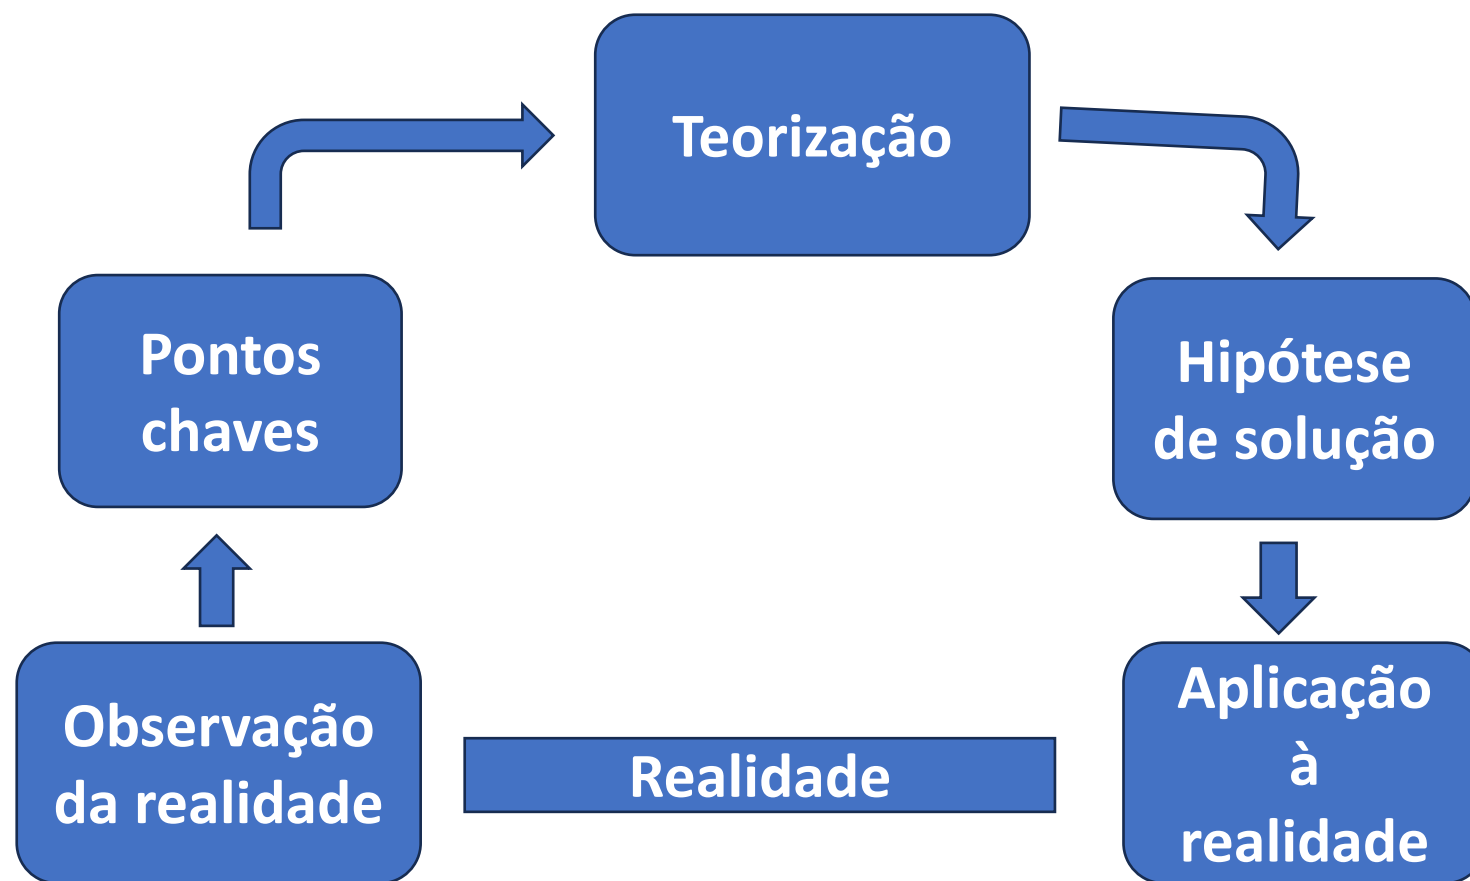 Teorização
Pontos
chaves
Hipótese
de solução
Observação
da realidade
Realidade
Aplicação
à
realidade